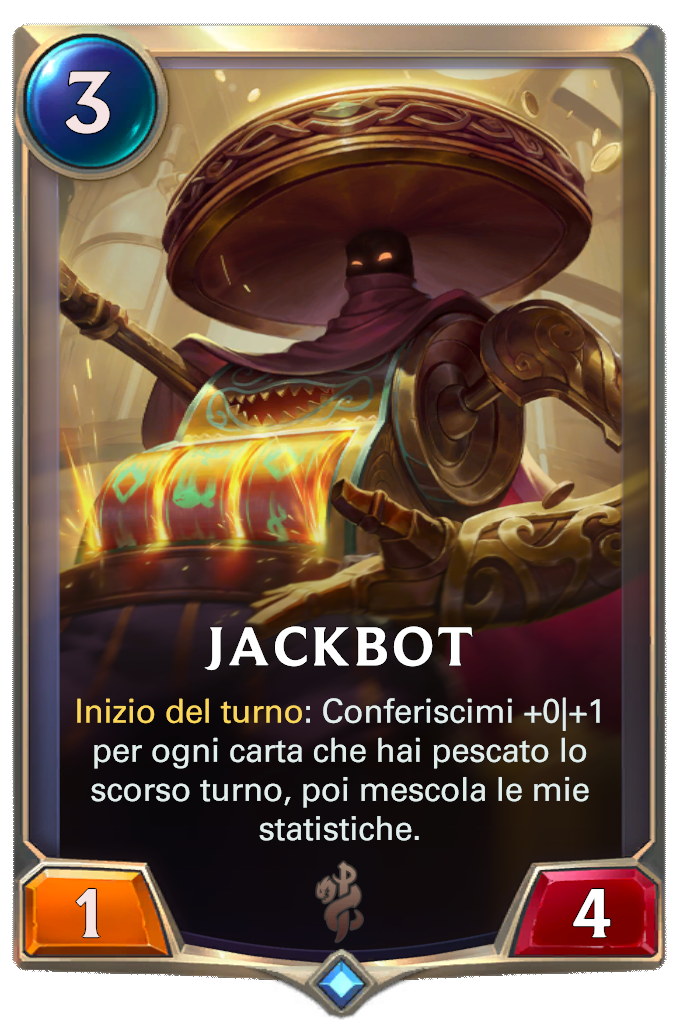 3
JACKBOT
Inizio del turno: Conferiscimi +0|+1
per ogni carta che hai pescato lo
scorso turno, poi mescola le mie
statistiche.
1
4